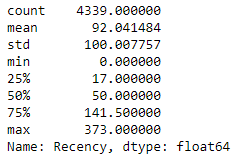 count    4339.000000
mean       92.041484
std       100.007757
min         0.000000
25%        17.000000
50%        50.000000
75%       141.500000
max       373.000000
Name: Recency, dtype: float64